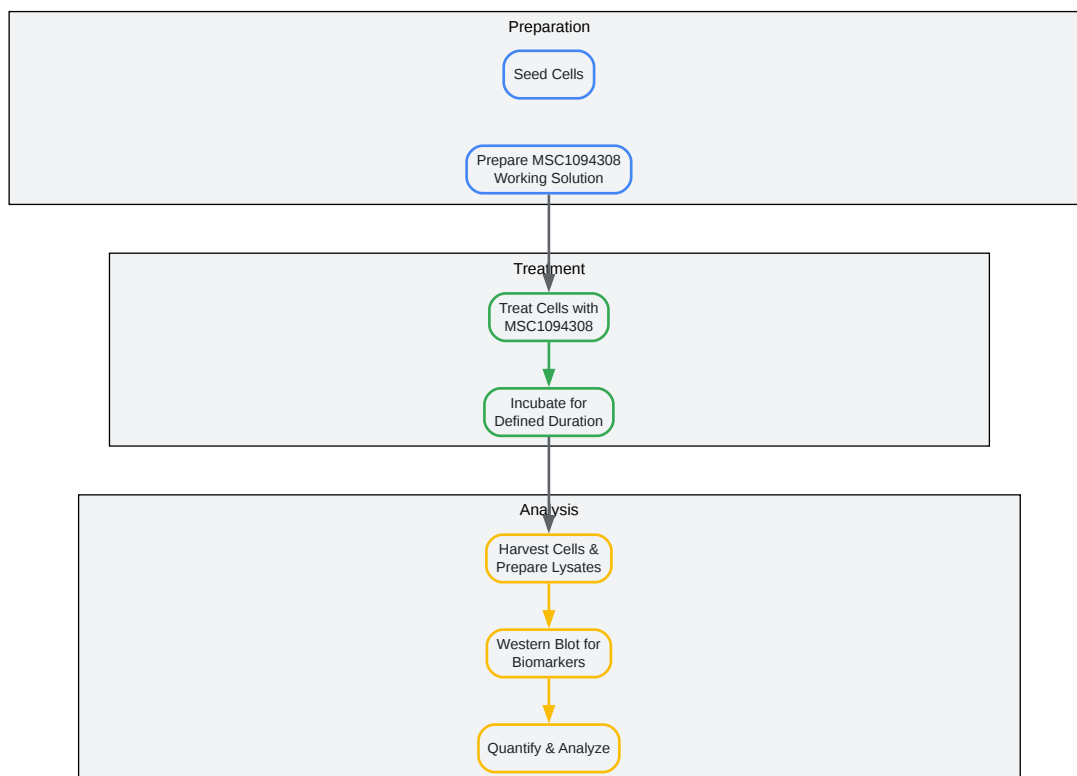 Preparation
Seed Cells
Prepare MSC1094308
Working Solution
Treatment
Treat Cells with
MSC1094308
Incubate for
Defined Duration
Analysis
Harvest Cells &
Prepare Lysates
Western Blot for
Biomarkers
Quantify & Analyze